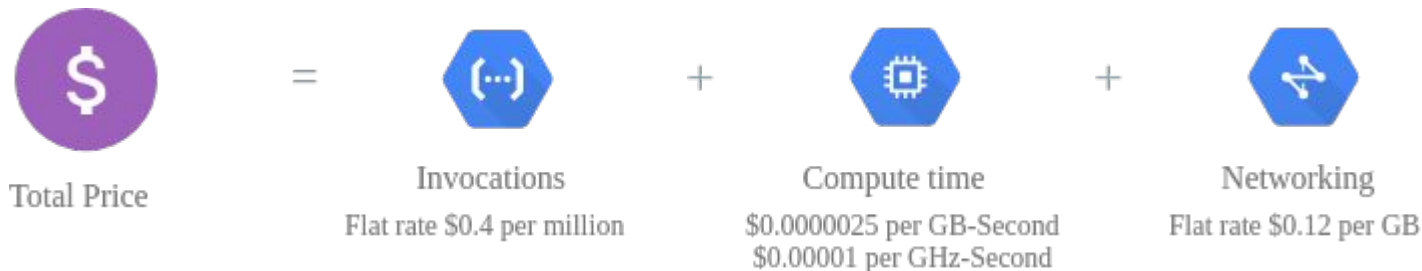 $ = + +
Total Price
Invocations
Flat rate $0.4 per million
Compute time
$0.0000025 per GB-Second
$0.00001 per GHz-Second
Networking
Flat rate $0.12 per GB